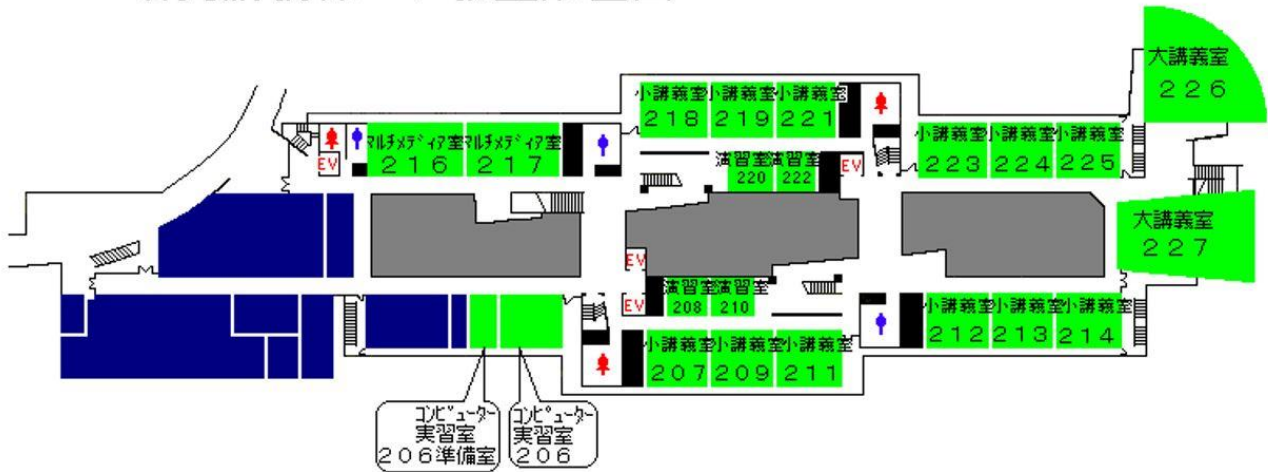 大講義室
226
小講義室 小講義室 小講義室
218 219 221
マルチメディア室 マルチメディア室
216 217
EV
演習室 演習室
220 222
EV
小講義室 小講義室 小講義室
223 224 225
大講義室
227
EV
演習室 演習室
208 210
EV
小講義室 小講義室 小講義室
212 213 214
小講義室 小講義室 小講義室
207 209 211
コンピューター
実習室
206準備室
コンピューター
実習室
206